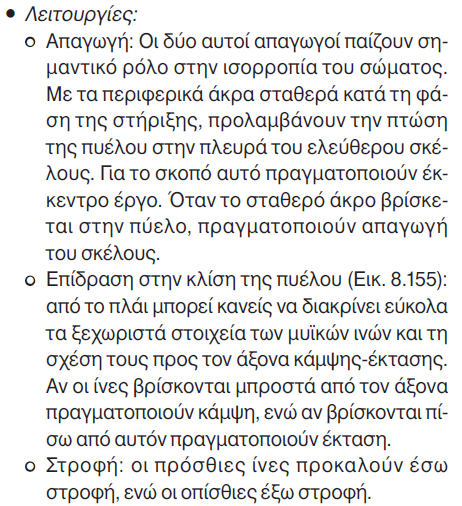 • Λειτουργίες:
o Απαγωγή: Οι δύο αυτοί απαγωγοί παίζουν ση-
μαντικό ρόλο στην ισορροπία του σώματος.
Με τα περιφερικά άκρα σταθερά κατά τη φά-
ση της στήριξης, προλαμβάνουν την πτώση
της πυέλου στην πλευρά του ελεύθερου σκέ-
λους. Για το σκοπό αυτό πραγματοποιούν έκ-
κεντρο έργο. Όταν το σταθερό άκρο βρίσκε-
ται στην πύελο, πραγματοποιούν απαγωγή
του σκέλους.
o Επίδραση στην κλίση της πυέλου (Εικ. 8.155):
από το πλάι μπορεί κανείς να διακρίνει εύκολα
τα ξεχωριστά στοιχεία των μυϊκών ινών και τη
σχέση τους προς τον άξονα κάμψης-έκτασης.
Αν οι ίνες βρίσκονται μπροστά από τον άξονα
πραγματοποιούν κάμψη, ενώ αν βρίσκονται πί-
σω από αυτόν πραγματοποιούν έκταση.
o Στροφή: οι πρόσθιες ίνες προκαλούν έσω
στροφή, ενώ οι οπίσθιες έξω στροφή.